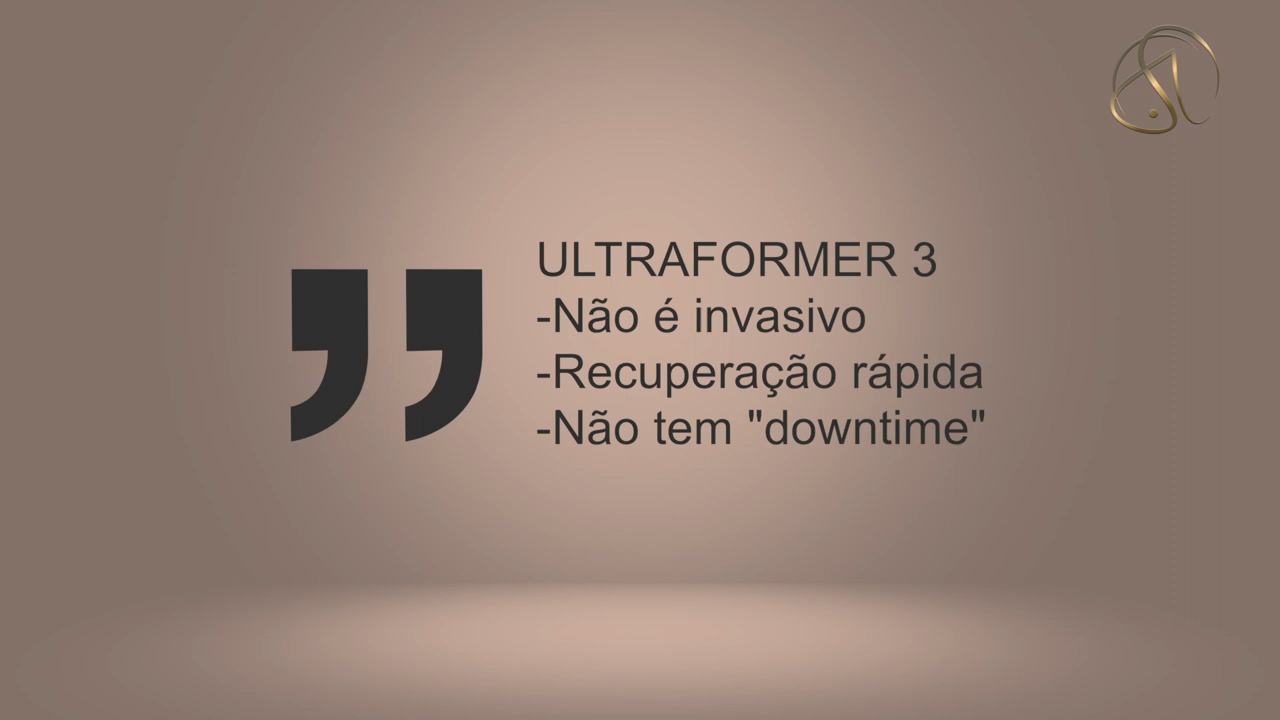 ULTRAFORMER 3
-Não é invasivo
-Recuperação rápida
-Não tem "downtime"